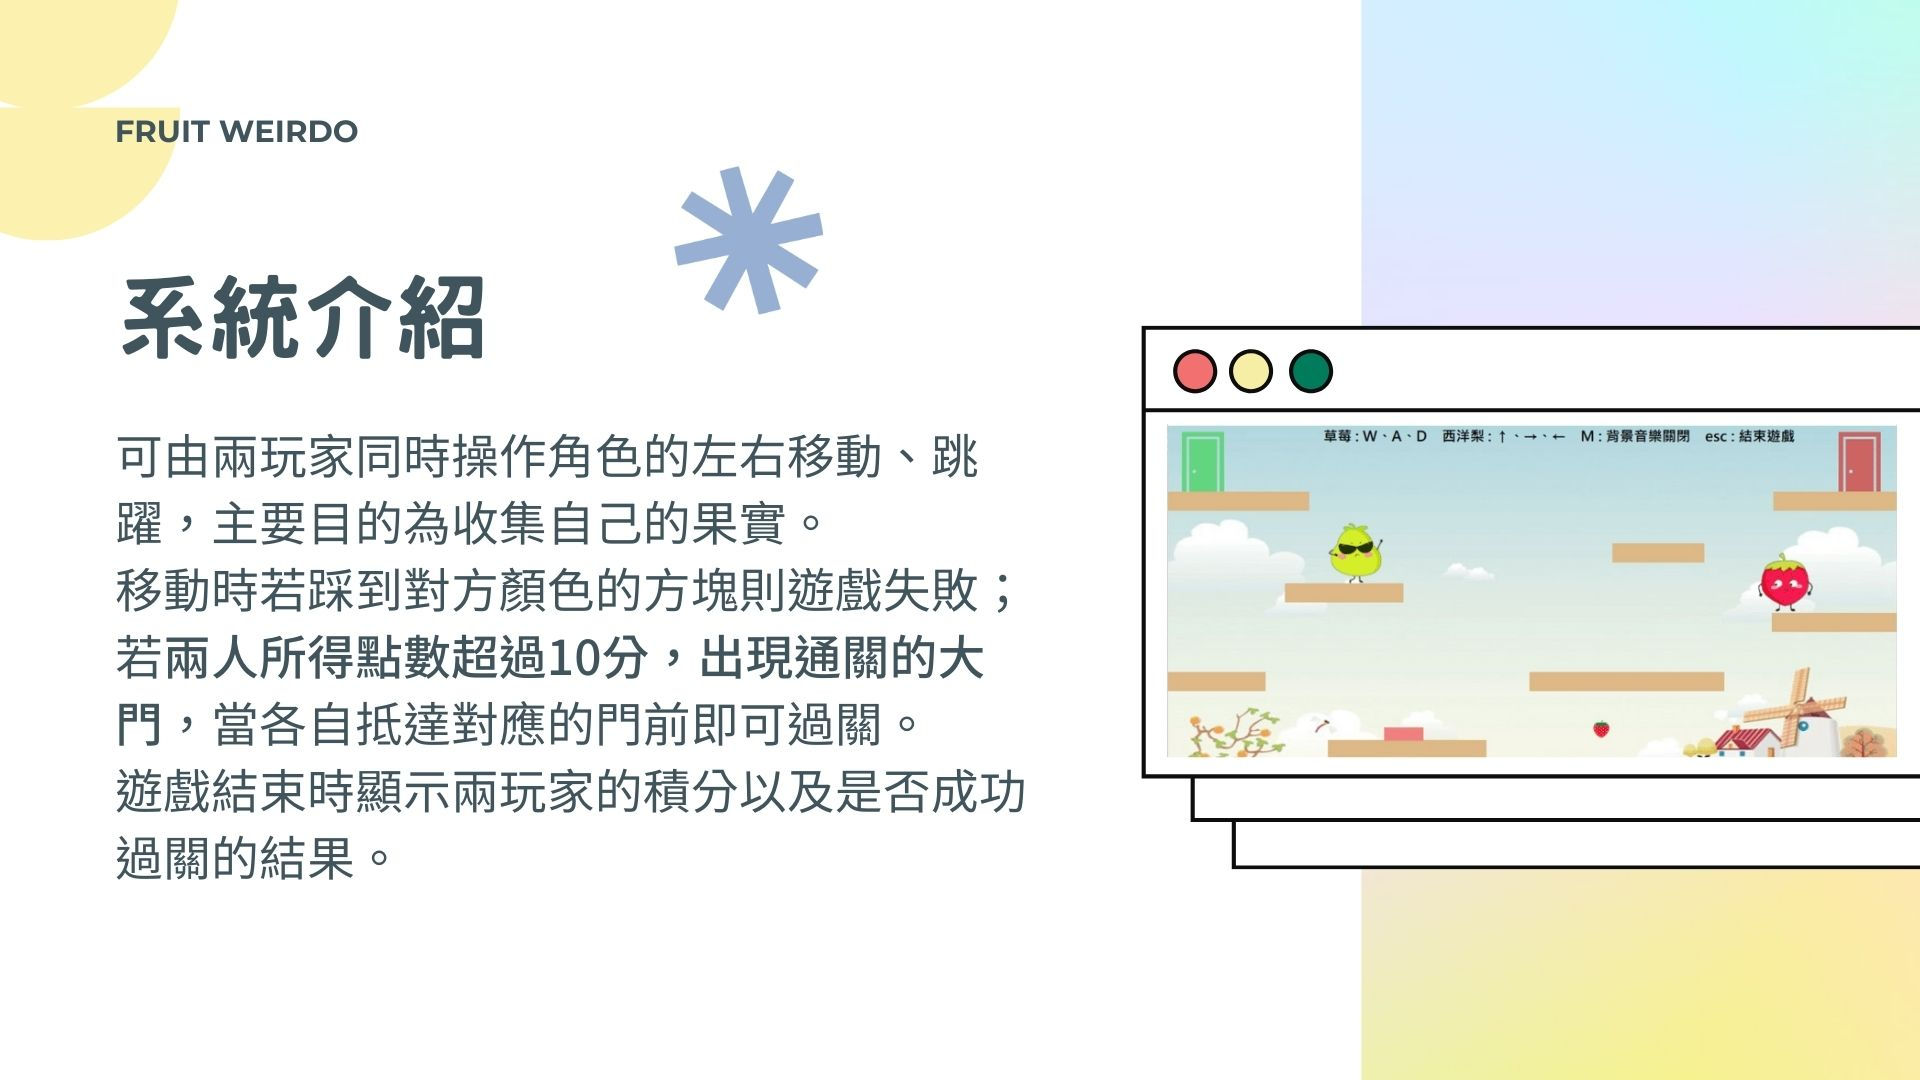 FRUIT WEIRDO
系統介紹
可由兩玩家同時操作角色的左右移動、跳
躍，主要目的為收集自己的果實。
移動時若踩到對方顏色的方塊則遊戲失敗；
若兩人所得點數超過10分，出現通關的大
門，當各自抵達對應的門前即可過關。
遊戲結束時顯示兩玩家的積分以及是否成功
過關的結果。
草莓 : W、A、D 西洋梨 : ↑、→、← M : 背景音樂關閉 esc : 結束遊戲